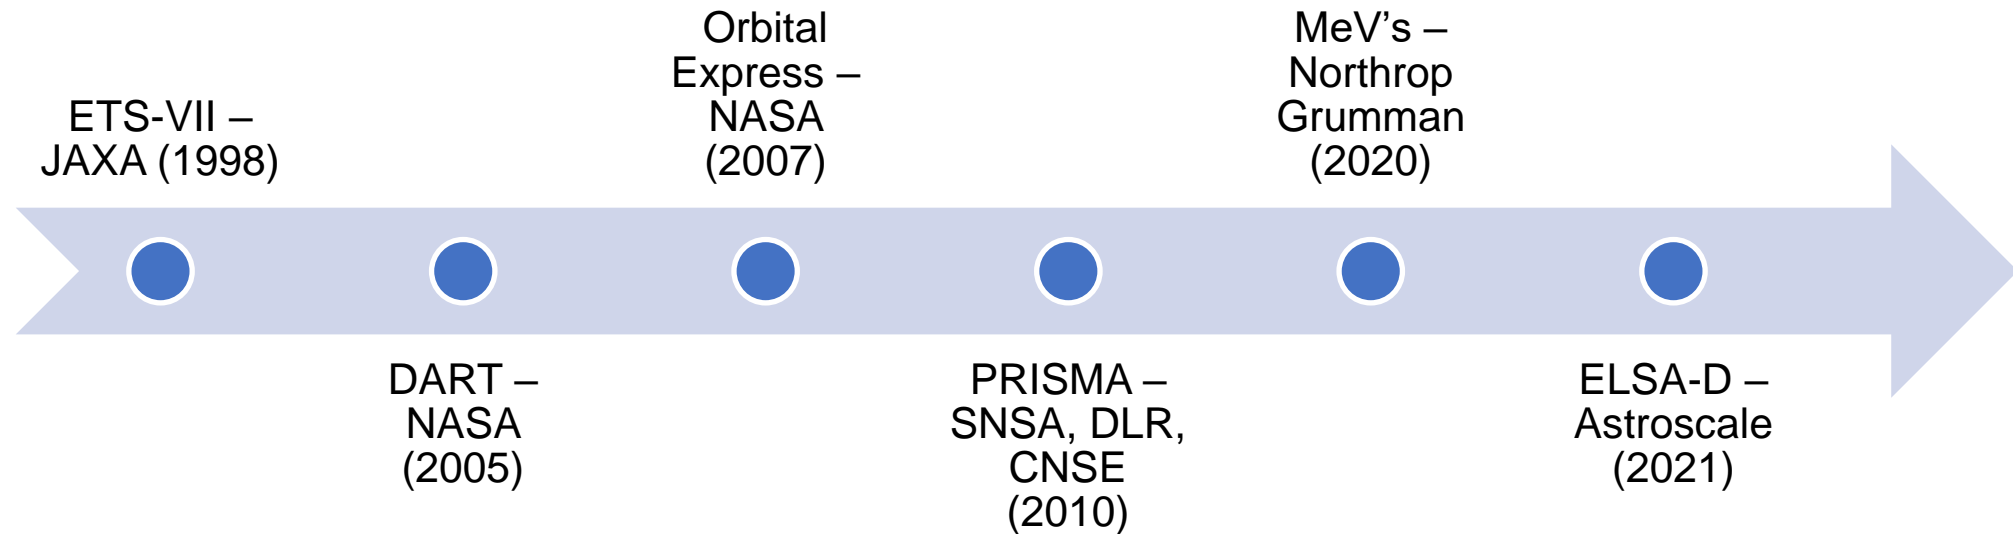 ETS-VII –
JAXA (1998)
DART –
NASA
(2005)
Orbital
Express –
NASA
(2007)
PRISMA –
SNSA, DLR,
CNSE
(2010)
MeV’s –
Northrop
Grumman
(2020)
ELSA-D –
Astroscale
(2021)